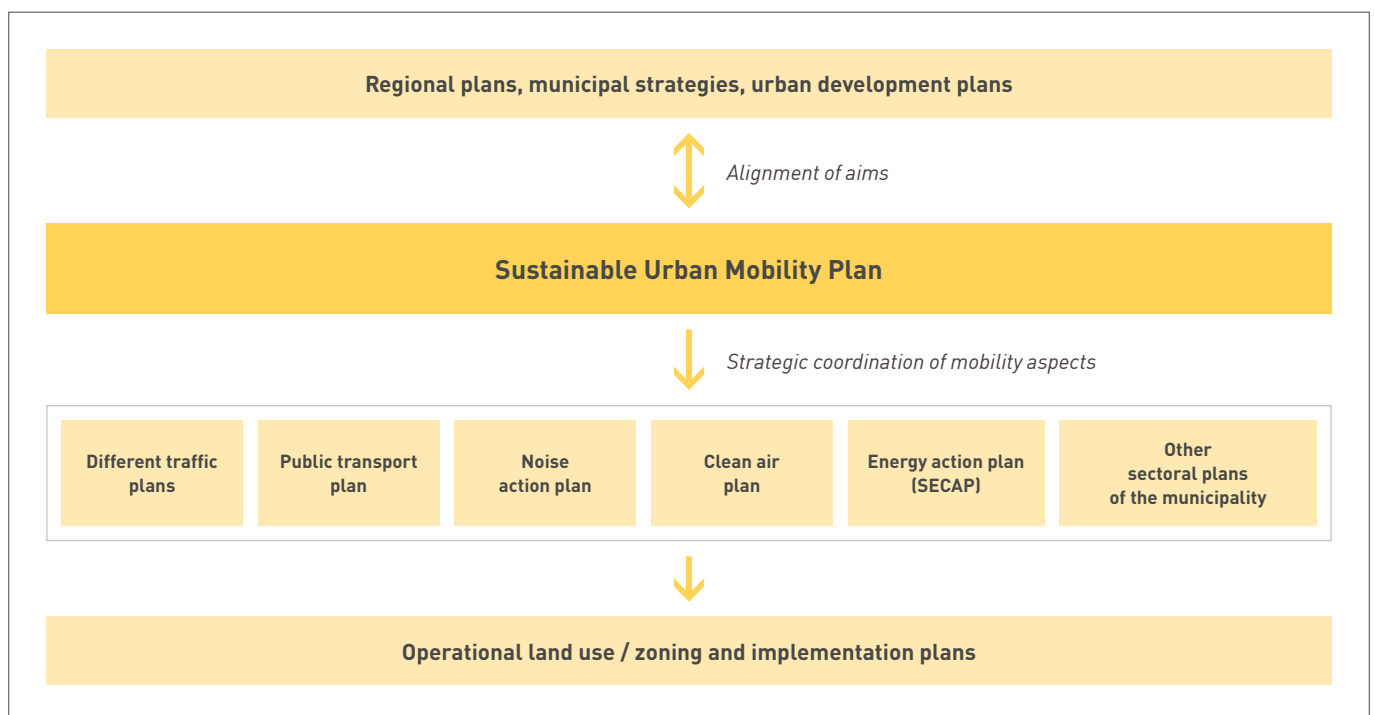 Regional plans, municipal strategies, urban development plans
Alignment of aims
Sustainable Urban Mobility Plan
Strategic coordination of mobility aspects
Different traffic
plans
Public transport
plan
Noise
action plan
Clean air
plan
Energy action plan
(SECAP)
Other
sectoral plans
of the municipality
Operational land use / zoning and implementation plans